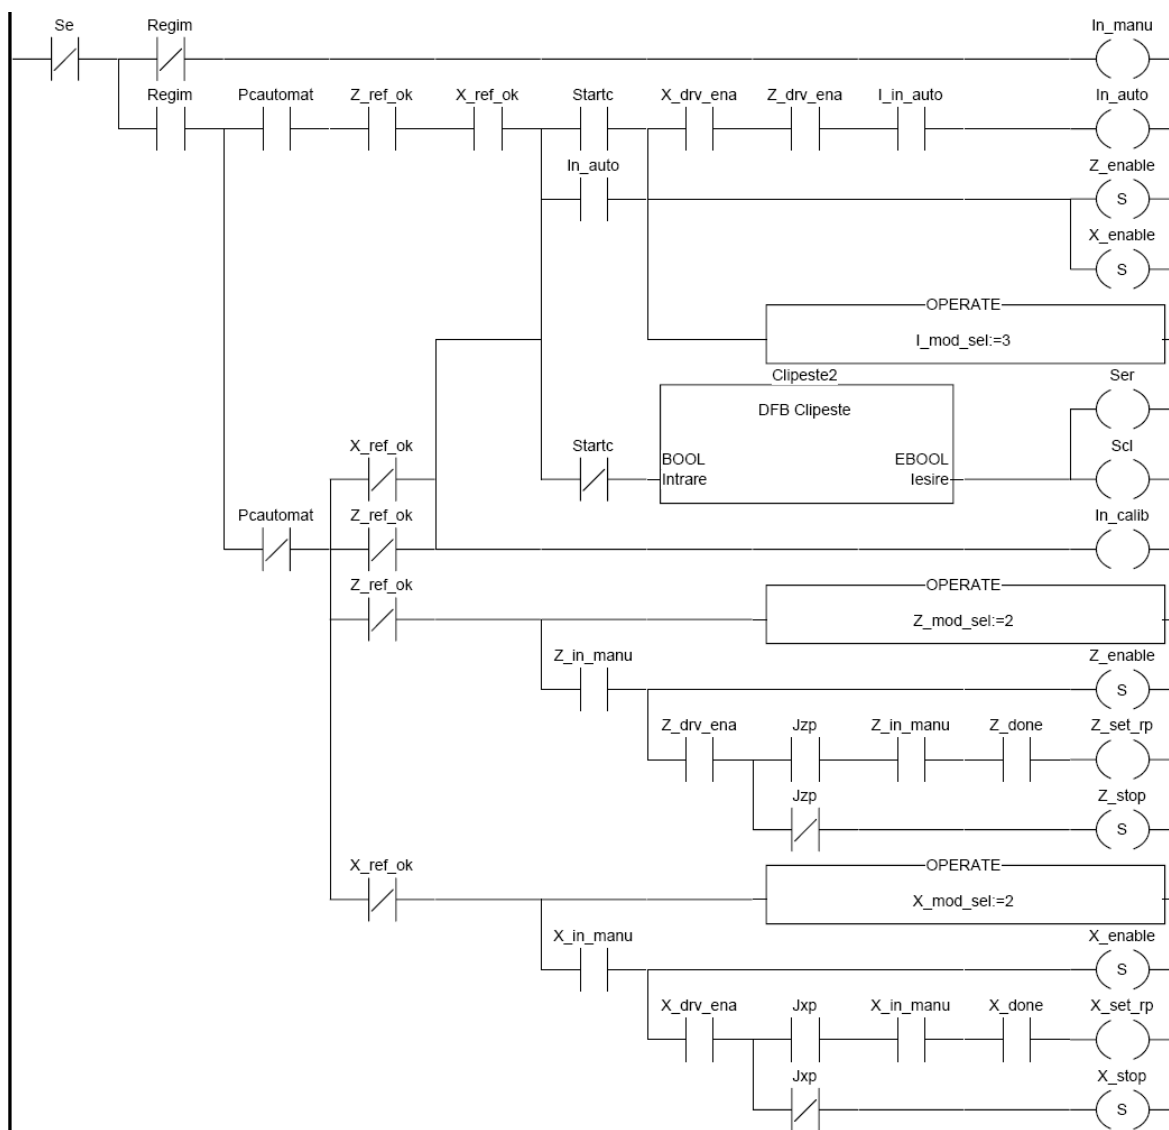 Se Regim In_manu
Regim Pcautomat Z_ref_ok X_ref_ok Startc X_drv_ena Z_drv_ena I_in_auto In_auto
In_auto Z_enable
S
X_enable
S
OPERATE
I_mod_sel:=3
Clipeste2 Ser
DFB Clipeste
X_ref_ok Startc Scl
BOOL EBOOL
Intrare Iesire
Pcautomat Z_ref_ok In_calib
Z_ref_ok OPERATE
Z_mod_sel:=2
Z_in_manu Z_enable
S
Z_drv_ena Jzp Z_in_manu Z_done Z_set_rp
Jzp Z_stop
S
X_ref_ok OPERATE
X_mod_sel:=2
X_in_manu X_enable
S
X_drv_ena Jxp X_in_manu X_done X_set_rp
Jxp X_stop
S